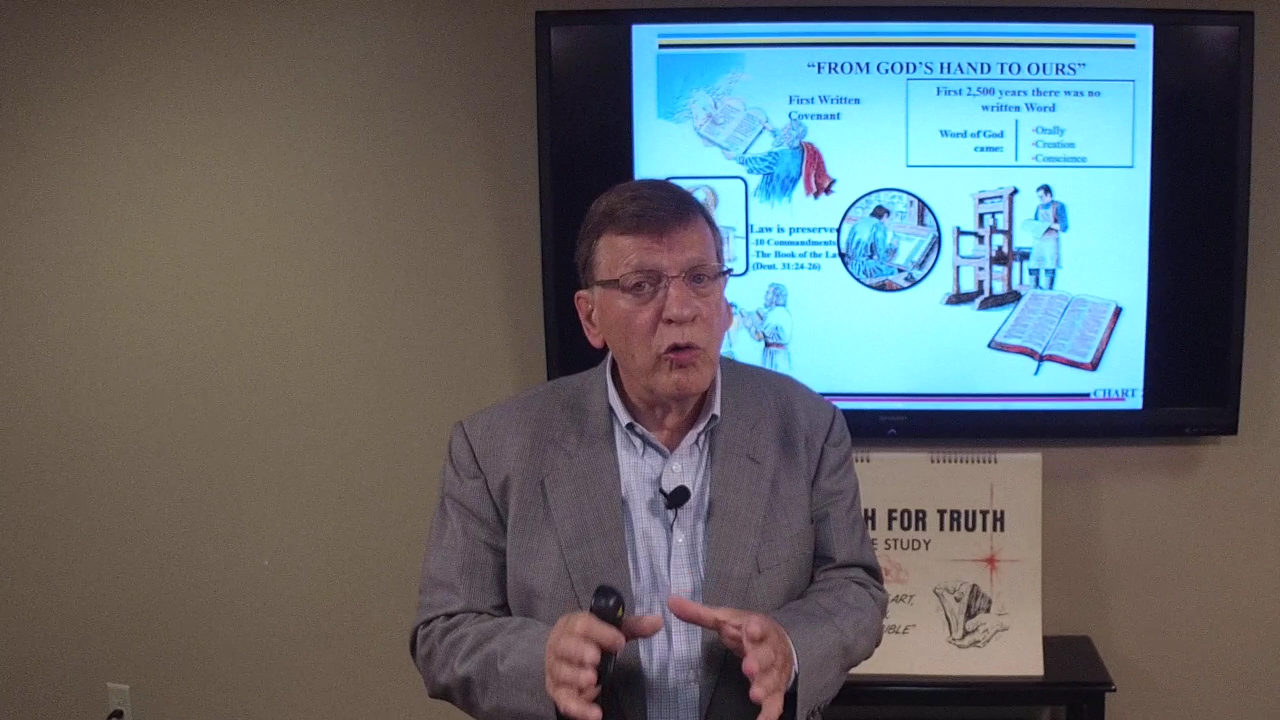 “FROM GOD’S HAND TO OURS”
First Written
Covenant
First 2,500 years there was no
written Word
Word of God
came:
•Orally
•Creation
•Conscience
Law is preserve
-10 Commandments
-The Book of the La
(Deut. 31:24-26)
CHART
H FOR TRUTH
E STUDY
ART,
BLE”